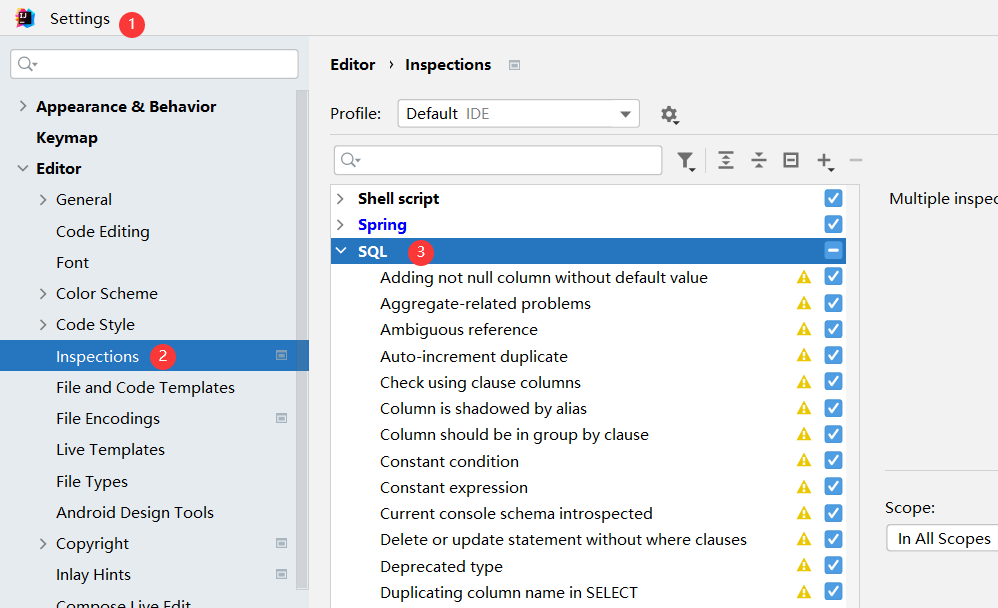 Settings 1
Appearance & Behavior
Keymap
Editor
General
Code Editing
Font
Color Scheme
Code Style
Inspections 2
File and Code Templates
File Encodings
Live Templates
File Types
Android Design Tools
Copyright
Inlay Hints
Compose Live Edit
Editor › Inspections
Profile: Default IDE
Shell script
Spring
SQL 3
Adding not null column without default value
Aggregate-related problems
Ambiguous reference
Auto-increment duplicate
Check using clause columns
Column is shadowed by alias
Column should be in group by clause
Constant condition
Constant expression
Current console schema introspected
Delete or update statement without where clauses
Deprecated type
Duplicating column name in SELECT
Multiple inspec
Scope:
In All Scopes